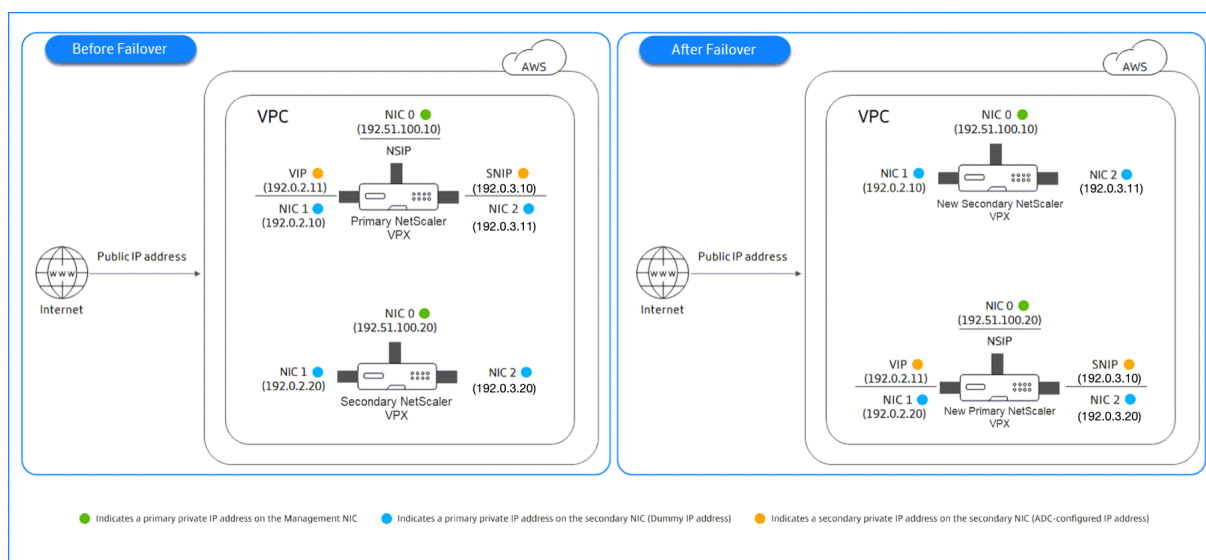 Before Failover
AWS
VPC
NIC 0
(192.51.100.10)
NSIP
VIP
(192.0.2.11)
NIC 1
(192.0.2.10)
SNIP
(192.0.3.10)
NIC 2
(192.0.3.11)
Primary NetScaler
VPX
Public IP address
www
Internet
NIC 0
(192.51.100.20)
NIC 1
(192.0.2.20)
NIC 2
(192.0.3.20)
Secondary NetScaler
VPX
After Failover
AWS
VPC
NIC 0
(192.51.100.10)
NIC 1
(192.0.2.10)
NIC 2
(192.0.3.11)
New Secondary NetScaler
VPX
Public IP address
www
Internet
NIC 0
(192.51.100.20)
NSIP
VIP
(192.0.2.11)
NIC 1
(192.0.2.20)
SNIP
(192.0.3.10)
NIC 2
(192.0.3.20)
New Primary NetScaler
VPX
Indicates a primary private IP address on the Management NIC
Indicates a primary private IP address on the secondary NIC (Dummy IP address)
Indicates a secondary private IP address on the secondary NIC (ADC-configured IP address)